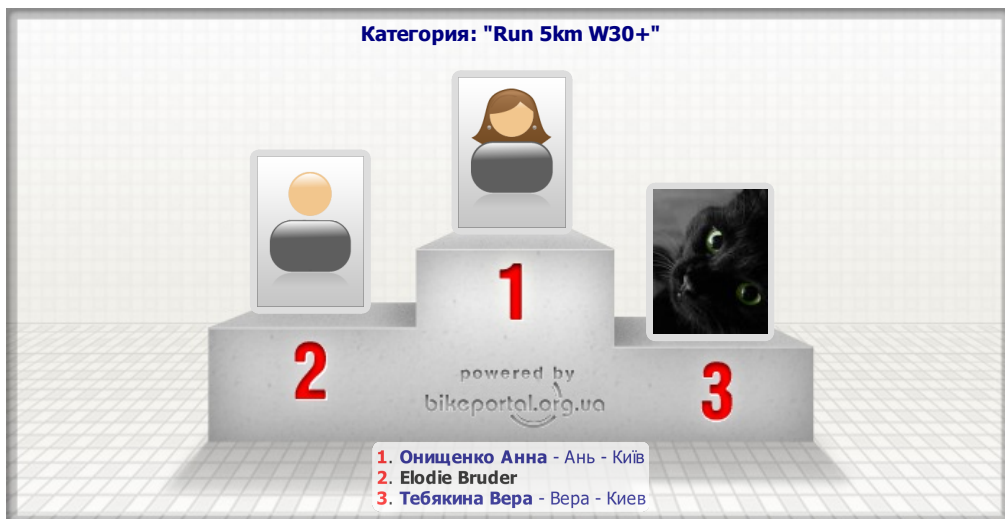 Категория: "Run 5km W30+"
1
2
3
powered by
bikeportal.org.ua
1. Онищенко Анна - Ань - Київ
2. Elodie Bruder
3. Тебякина Вера - Вера - Киев